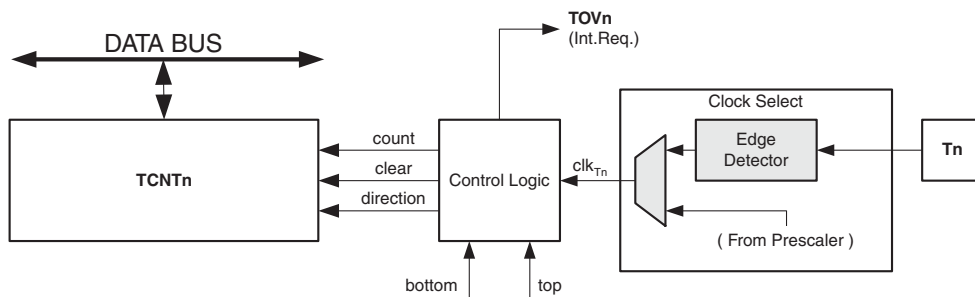 TOVn
(Int.Req.)
DATA BUS
Clock Select
count
Edge
Detector
Tn
TCNTn
clear
Control Logic
clkTn
direction
( From Prescaler )
bottom
top